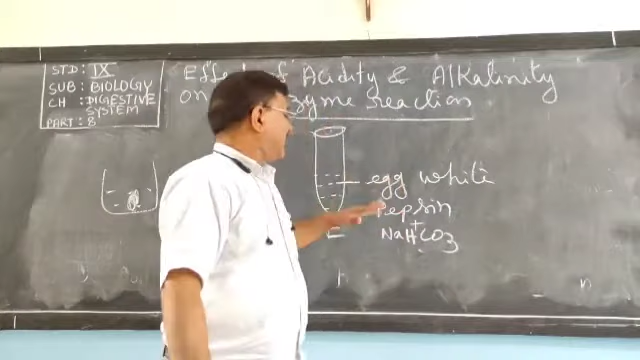 STD: IX
SUB: BIOLOGY
CH: DIGESTIVE
SYSTEM
PART: 8
Effect of Acidity & Alkalinity
on reaction
egg white
Pepsin
+
NaHCO3